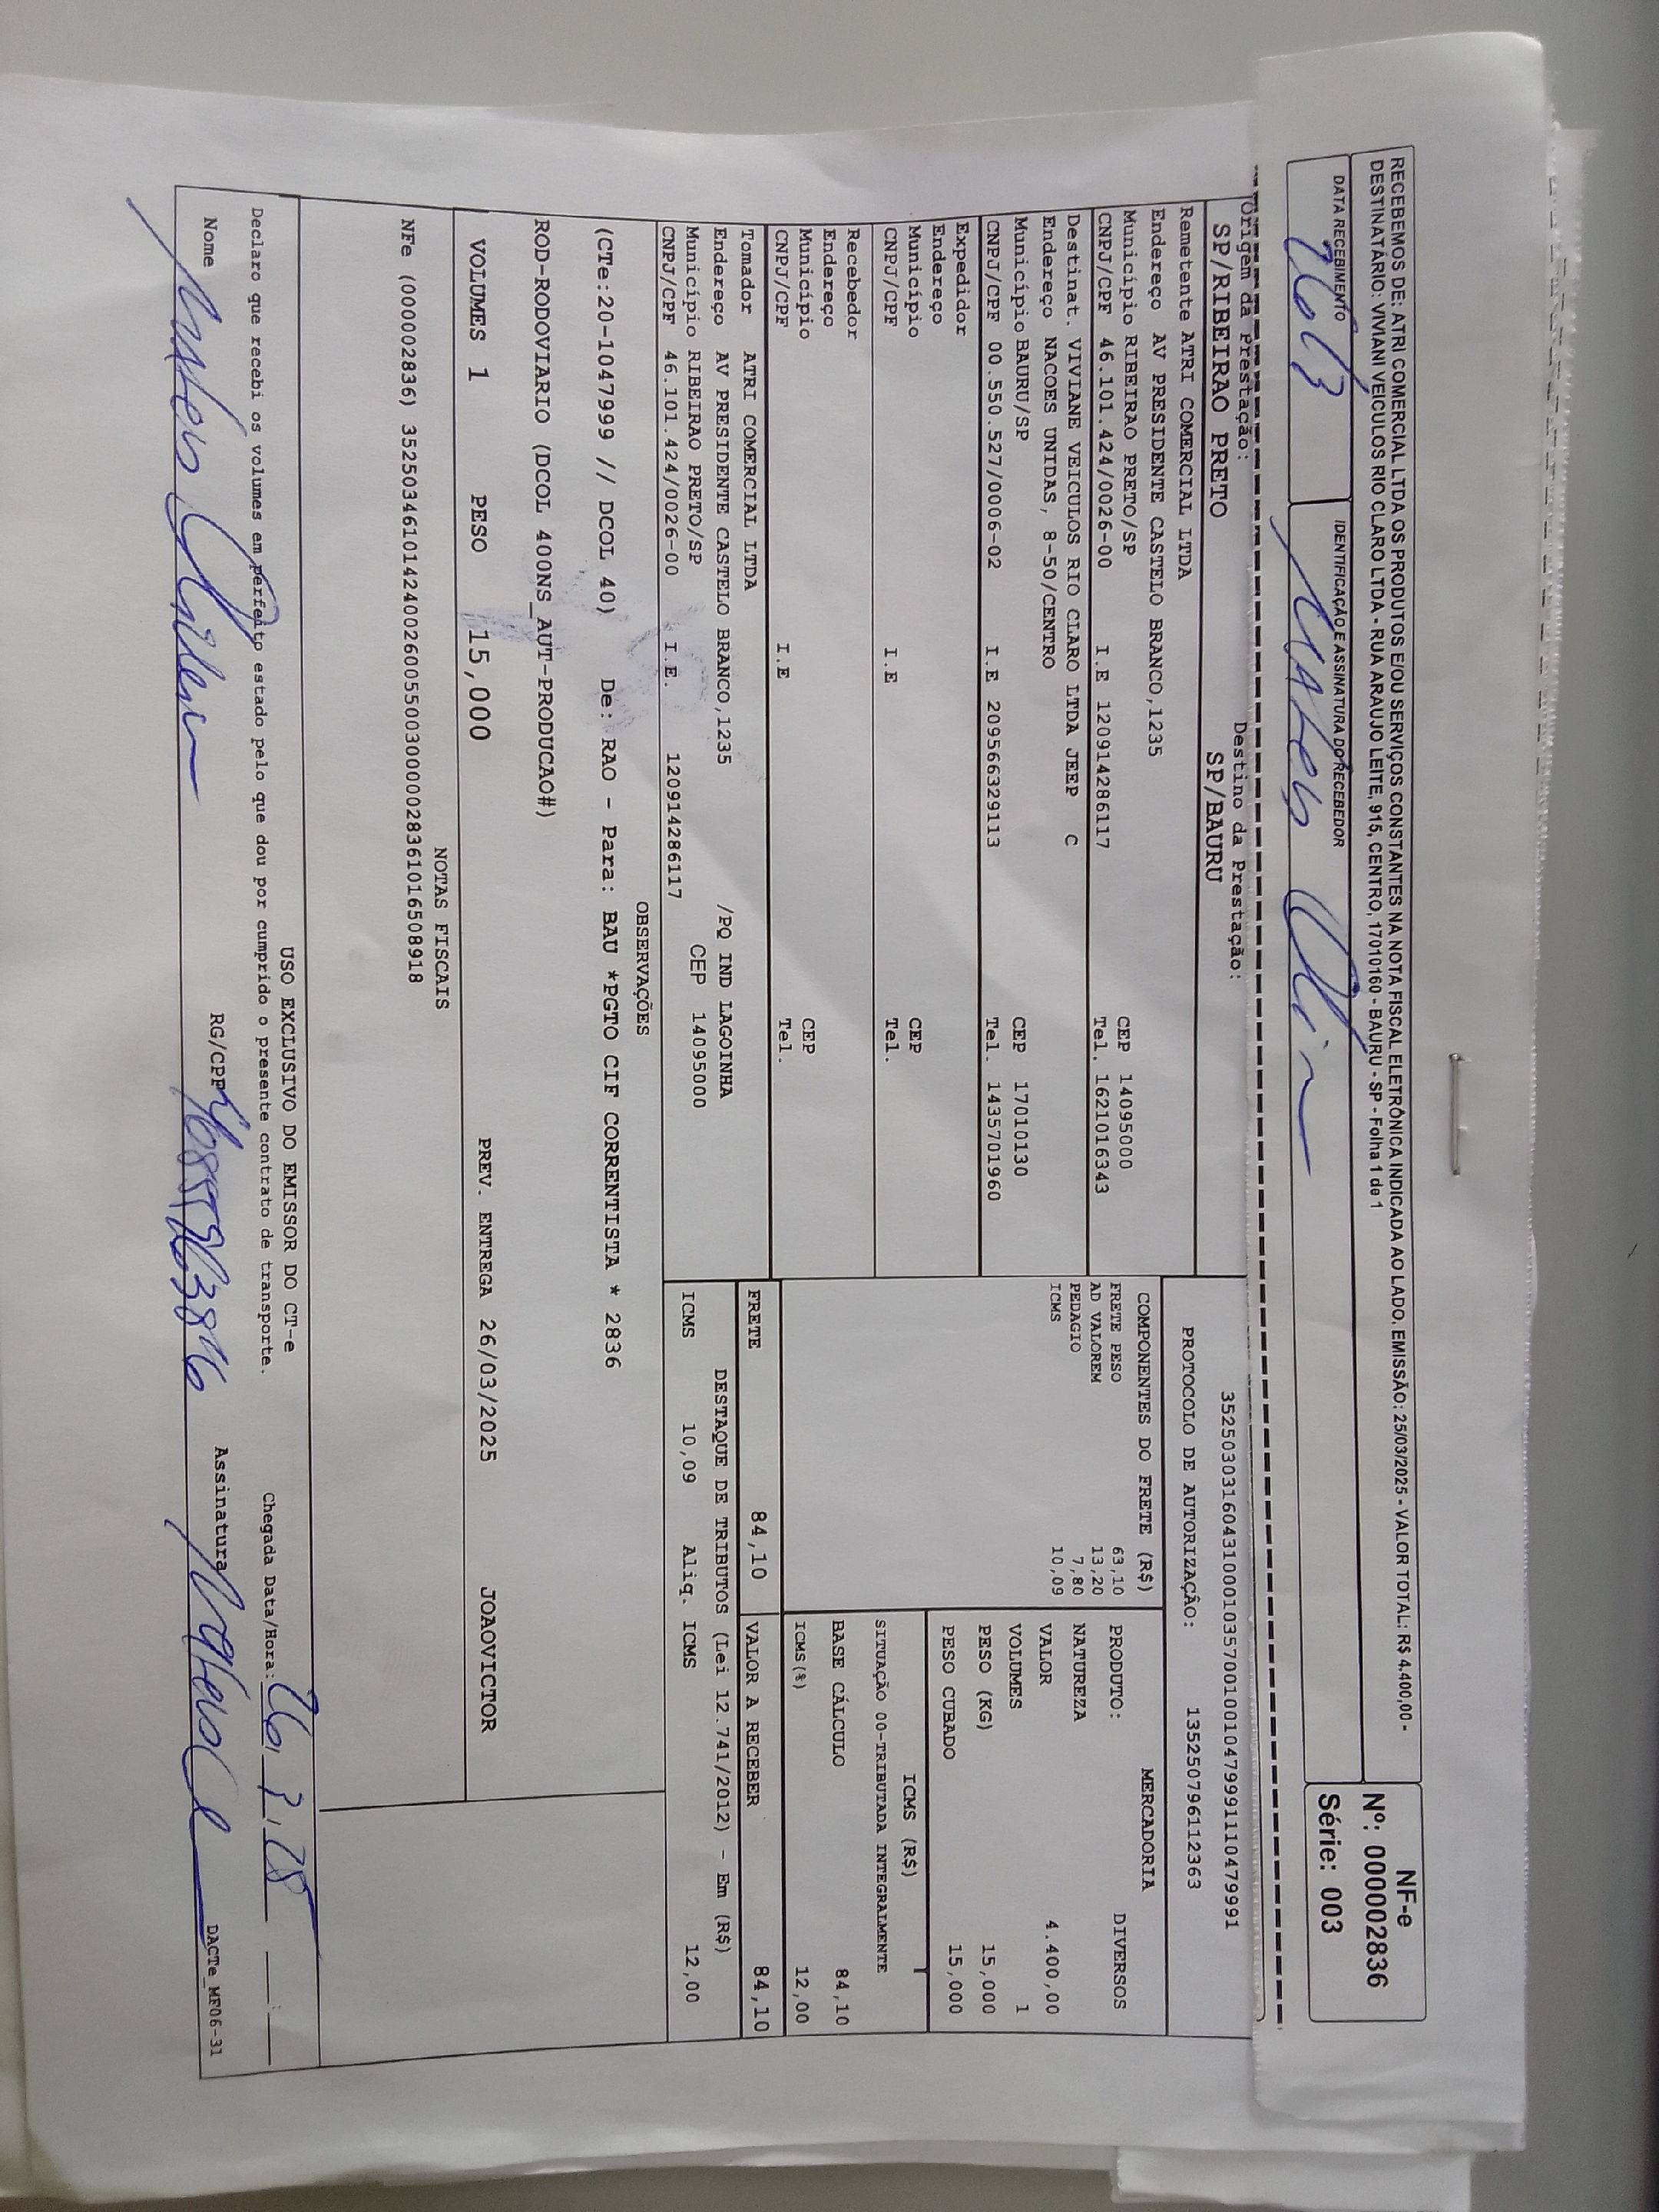 RECEBEMOS DE: ATRI COMERCIAL LTDA OS PRODUTOS E/OU SERVIÇOS CONSTANTES NA NOTA FISCAL ELETRÔNICA INDICADA AO LADO. EMISSÃO: 25/03/2025 - VALOR TOTAL: R$ 4.400,00 -
DESTINATÁRIO: VIVIANI VEICULOS RIO CLARO LTDA - RUA ARAUJO LEITE, 915, CENTRO, 17010160 - BAURU - SP - Folha 1 de 1
NF-e
Nº: 000002836
Série: 003
DATA RECEBIMENTO
IDENTIFICAÇÃO E ASSINATURA DO RECEBEDOR
26/3
Origem da Prestação:
Destino da Prestação:
SP/RIBEIRAO PRETO
SP/BAURU
35250303160431000103570010010479991110479991
PROTOCOLO DE AUTORIZAÇÃO: 135250796112363
Remetente ATRI COMERCIAL LTDA
Endereço AV PRESIDENTE CASTELO BRANCO,1235
Município RIBEIRAO PRETO/SP CEP 14095000
CNPJ/CPF 46.101.424/0026-00 I.E 120914286117 Tel. 1621016343
Destinat. VIVIANE VEICULOS RIO CLARO LTDA JEEP C
Endereço NACOES UNIDAS, 8-50/CENTRO
Município BAURU/SP CEP 17010130
CNPJ/CPF 00.550.527/0006-02 I.E 209566329113 Tel. 1435701960
Expedidor
Endereço
Município CEP
CNPJ/CPF I.E Tel.
Recebedor
Endereço
Município CEP
CNPJ/CPF I.E Tel.
Tomador ATRI COMERCIAL LTDA
Endereço AV PRESIDENTE CASTELO BRANCO,1235 /PQ IND LAGOINHA
Município RIBEIRAO PRETO/SP CEP 14095000
CNPJ/CPF 46.101.424/0026-00 I.E. 120914286117
COMPONENTES DO FRETE (R$)
FRETE PESO 63,10
AD VALOREM 13,20
PEDAGIO 7,80
ICMS 10,09
MERCADORIA
PRODUTO: DIVERSOS
NATUREZA
VALOR 4.400,00
VOLUMES 1
PESO (KG) 15,000
PESO CUBADO 15,000
ICMS (R$)
SITUAÇÃO 00-TRIBUTADA INTEGRALMENTE
BASE CÁLCULO 84,10
ICMS(%) 12,00
FRETE 84,10
VALOR A RECEBER 84,10
DESTAQUE DE TRIBUTOS (Lei 12.741/2012) - Em (R$)
ICMS 10,09 Aliq. ICMS 12,00
OBSERVAÇÕES
(CTe:20-1047999 // DCOL 40) De: RAO - Para: BAU *PGTO CIF CORRENTISTA * 2836
ROD-RODOVIARIO (DCOL 400NS_AUT-PRODUCAO#)
VOLUMES 1 PESO 15,000 PREV. ENTREGA 26/03/2025 JOAOVICTOR
NOTAS FISCAIS
NFe (000002836) 35250346101424002600550030000028361016508918
USO EXCLUSIVO DO EMISSOR DO CT-e
Declaro que recebi os volumes em perfeito estado pelo que dou por cumprido o presente contrato de transporte.
Chegada Data/Hora: 26, 3, 25
Nome
RG/CPF
Assinatura
DACTe_MF06-31